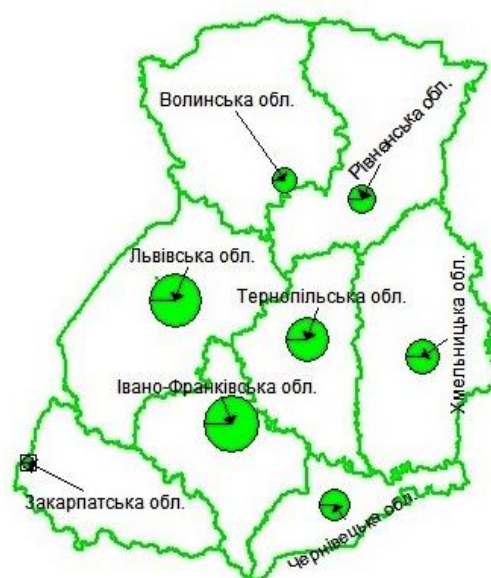 Волинська обл.
Рівненська обл.
Львівська обл.
Тернопільська обл.
Хмельницька обл.
Івано-Франківська обл.
Закарпатська обл.
Чернівецька обл.